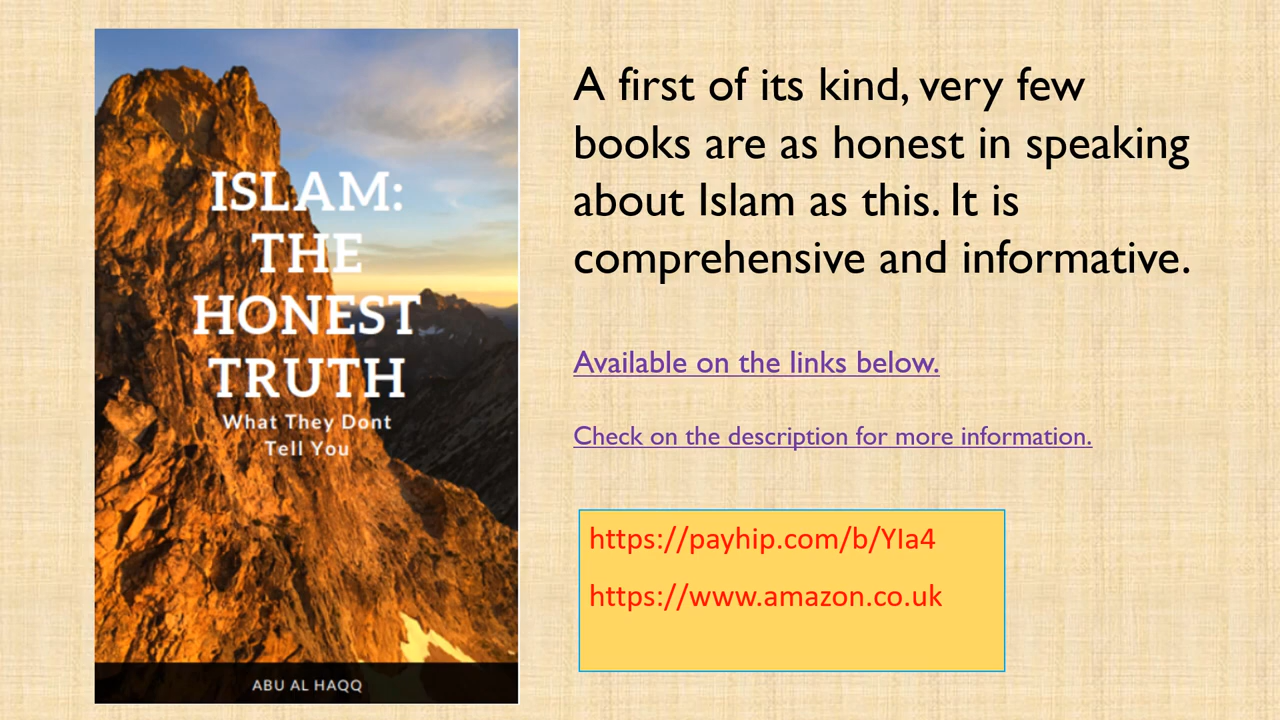 ISLAM:
THE
HONEST
TRUTH
What They Dont
Tell You
ABU AL HAQQ
A first of its kind, very few
books are as honest in speaking
about Islam as this. It is
comprehensive and informative.
Available on the links below.
Check on the description for more information.
https://payhip.com/b/YIa4
https://www.amazon.co.uk